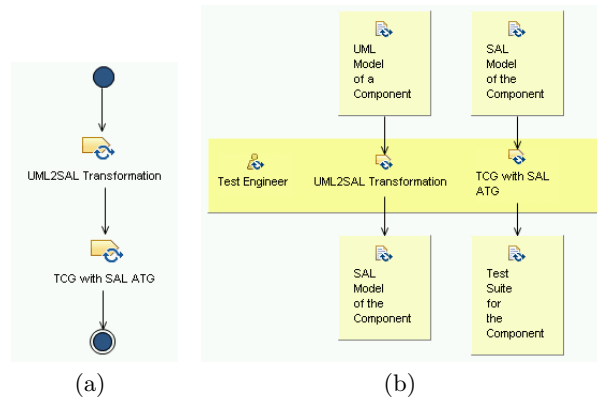 UML2SAL Transformation
TCG with SAL ATG
(a)
UML
Model
of a
Component
SAL
Model
of the
Component
Test Engineer
UML2SAL Transformation
TCG with SAL
ATG
SAL
Model
of the
Component
Test
Suite
for
the
Component
(b)